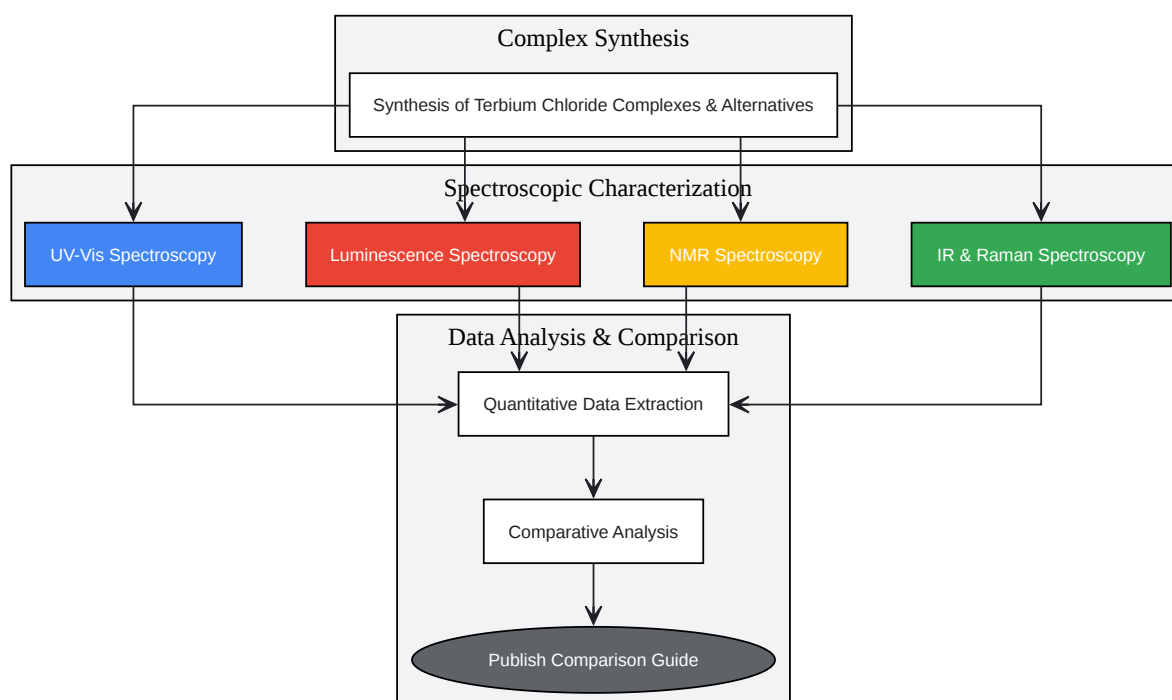 Complex Synthesis
Synthesis of Terbium Chloride Complexes & Alternatives
Spectroscopic Characterization
UV-Vis Spectroscopy
Luminescence Spectroscopy
NMR Spectroscopy
IR & Raman Spectroscopy
Data Analysis & Comparison
Quantitative Data Extraction
Comparative Analysis
Publish Comparison Guide